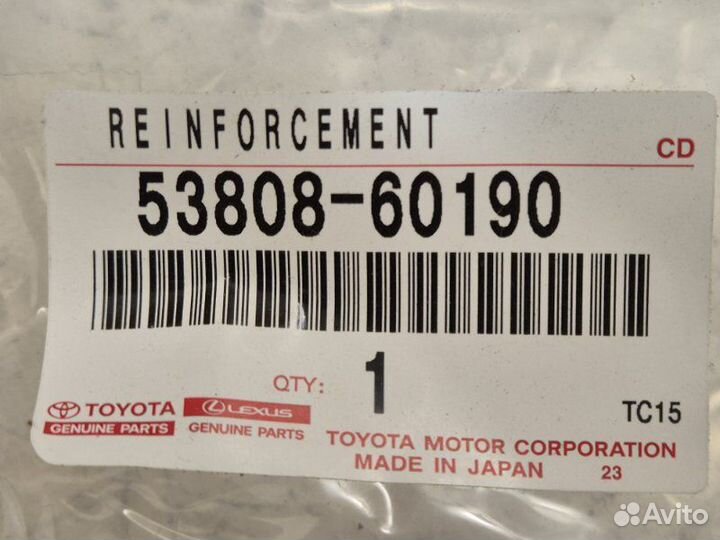 REINFORCEMENT
CD
53808-60190
QTY: 1
TOYOTA LEXUS
GENUINE PARTS GENUINE PARTS
TC15
TOYOTA MOTOR CORPORATION
MADE IN JAPAN 23
Avito